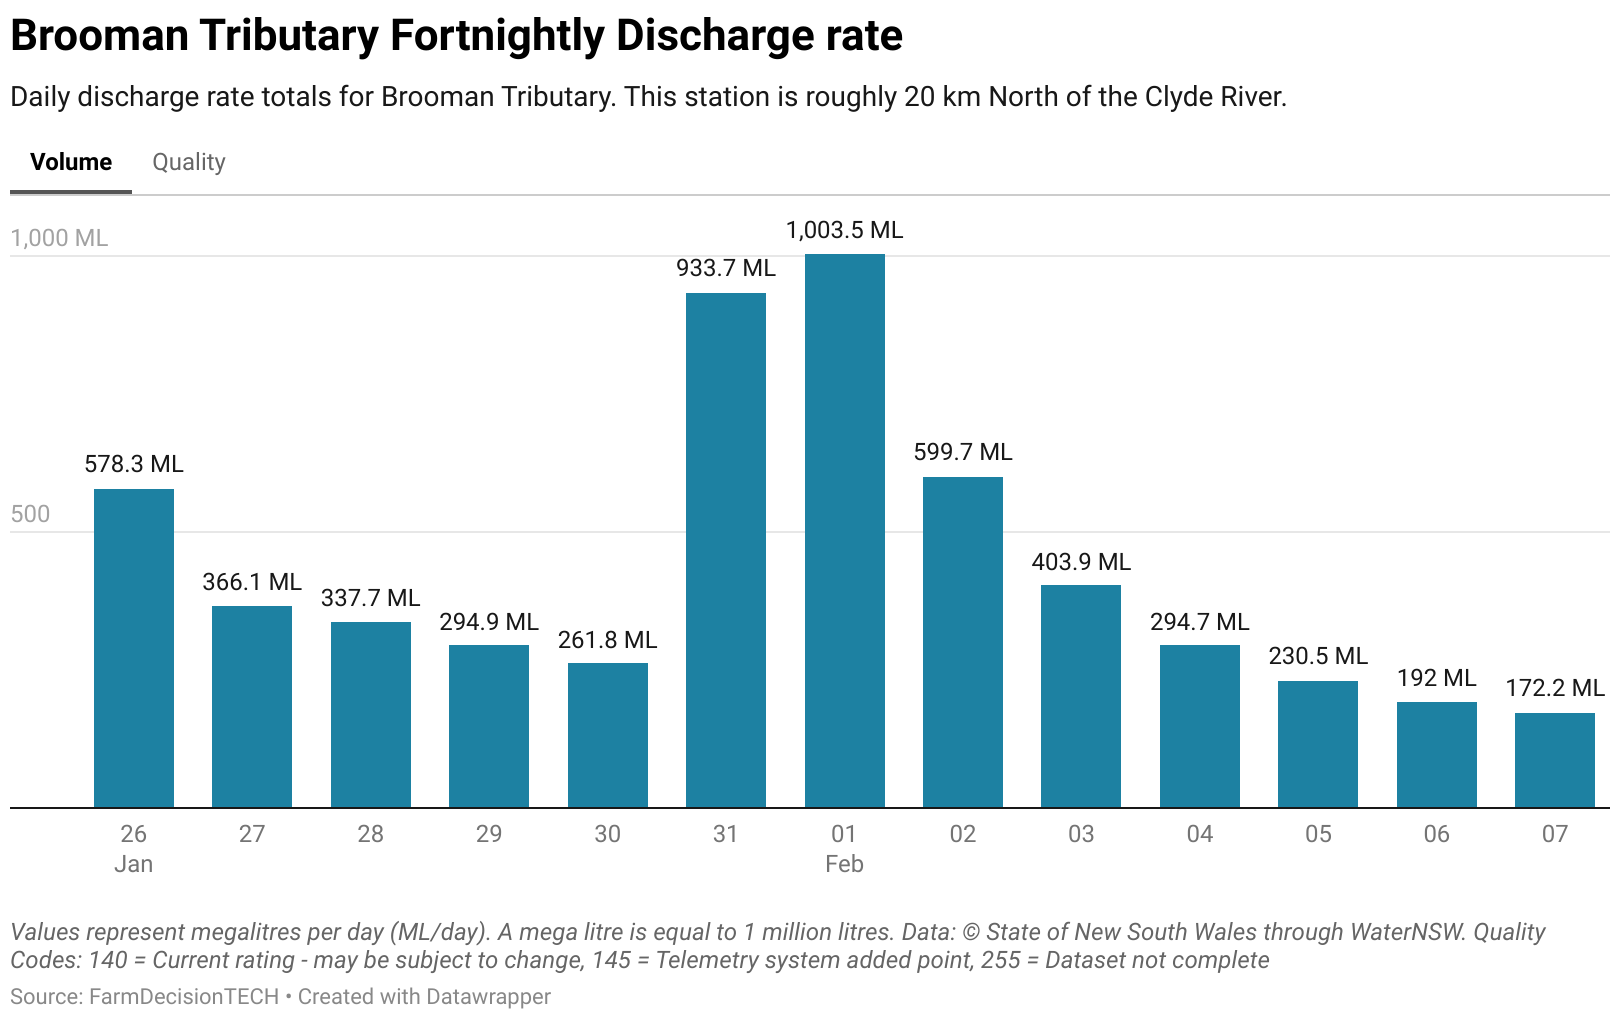 Brooman Tributary Fortnightly Discharge rate
Daily discharge rate totals for Brooman Tributary. This station is roughly 20 km North of the Clyde River.
Volume Quality
1,000 ML
500
578.3 ML
366.1 ML
337.7 ML
294.9 ML
261.8 ML
933.7 ML
1,003.5 ML
599.7 ML
403.9 ML
294.7 ML
230.5 ML
192 ML
172.2 ML
26 27 28 29 30 31 01 02 03 04 05 06 07
Jan Feb
Values represent megalitres per day (ML/day). A mega litre is equal to 1 million litres. Data: © State of New South Wales through WaterNSW. Quality
Codes: 140 = Current rating - may be subject to change, 145 = Telemetry system added point, 255 = Dataset not complete
Source: FarmDecisionTECH • Created with Datawrapper